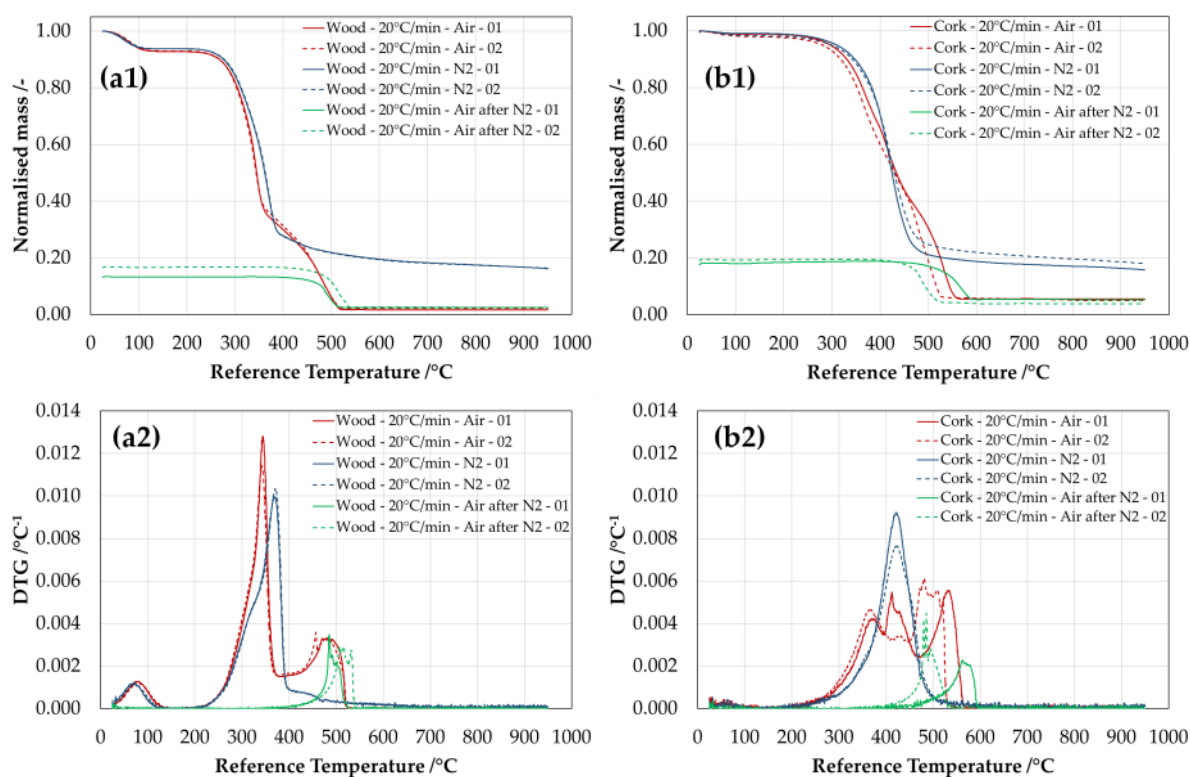 (a1)
Normalised mass /-
1.00
0.80
0.60
0.40
0.20
0.00
Wood - 20°C/min - Air - 01
Wood - 20°C/min - Air - 02
Wood - 20°C/min - N2 - 01
Wood - 20°C/min - N2 - 02
Wood - 20°C/min - Air after N2 - 01
Wood - 20°C/min - Air after N2 - 02
0 100 200 300 400 500 600 700 800 900 1000
Reference Temperature /°C
(b1)
Normalised mass /-
1.00
0.80
0.60
0.40
0.20
0.00
Cork - 20°C/min - Air - 01
Cork - 20°C/min - Air - 02
Cork - 20°C/min - N2 - 01
Cork - 20°C/min - N2 - 02
Cork - 20°C/min - Air after N2 - 01
Cork - 20°C/min - Air after N2 - 02
0 100 200 300 400 500 600 700 800 900 1000
Reference Temperature /°C
(a2)
DTG /°C-1
0.014
0.012
0.010
0.008
0.006
0.004
0.002
0.000
Wood - 20°C/min - Air - 01
Wood - 20°C/min - Air - 02
Wood - 20°C/min - N2 - 01
Wood - 20°C/min - N2 - 02
Wood - 20°C/min - Air after N2 - 01
Wood - 20°C/min - Air after N2 - 02
0 100 200 300 400 500 600 700 800 900 1000
Reference Temperature /°C
(b2)
DTG /°C-1
0.014
0.012
0.010
0.008
0.006
0.004
0.002
0.000
Cork - 20°C/min - Air - 01
Cork - 20°C/min - Air - 02
Cork - 20°C/min - N2 - 01
Cork - 20°C/min - N2 - 02
Cork - 20°C/min - Air after N2 - 01
Cork - 20°C/min - Air after N2 - 02
0 100 200 300 400 500 600 700 800 900 1000
Reference Temperature /°C